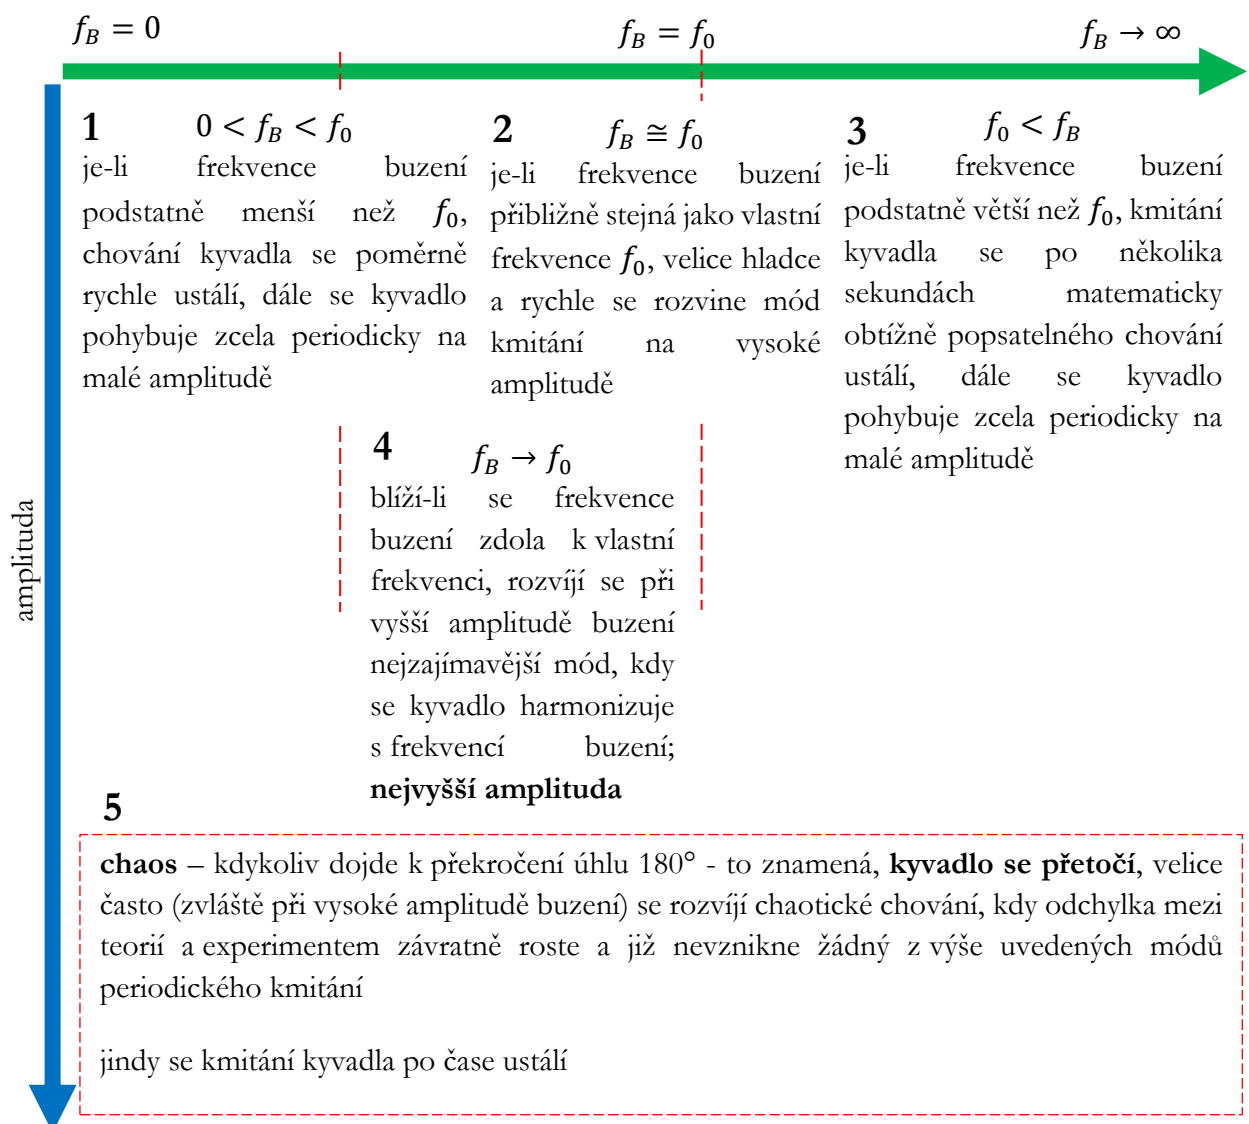 f_B = 0
f_B = f_0
f_B → ∞
amplituda
1
0 < f_B < f_0
je-li frekvence buzení
podstatně menší než f_0,
chování kyvadla se poměrně
rychle ustálí, dále se kyvadlo
pohybuje zcela periodicky na
malé amplitudě
2
f_B ≅ f_0
je-li frekvence buzení
přibližně stejná jako vlastní
frekvence f_0, velice hladce
a rychle se rozvine mód
kmitání na vysoké
amplitudě
3
f_0 < f_B
je-li frekvence buzení
podstatně větší než f_0, kmitání
kyvadla se po několika
sekundách matematicky
obtížně popsatelného chování
ustálí, dále se kyvadlo
pohybuje zcela periodicky na
malé amplitudě
4
f_B → f_0
blíží-li se frekvence
buzení zdola k vlastní
frekvenci, rozvíjí se při
vyšší amplitudě buzení
nejzajímavější mód, kdy
se kyvadlo harmonizuje
s frekvencí buzení;
nejvyšší amplituda
5
chaos – kdykoliv dojde k překročení úhlu 180° - to znamená, kyvadlo se přetočí, velice
často (zvláště při vysoké amplitudě buzení) se rozvíjí chaotické chování, kdy odchylka mezi
teorií a experimentem závratně roste a již nevznikne žádný z výše uvedených módů
periodického kmitání
jindy se kmitání kyvadla po čase ustálí